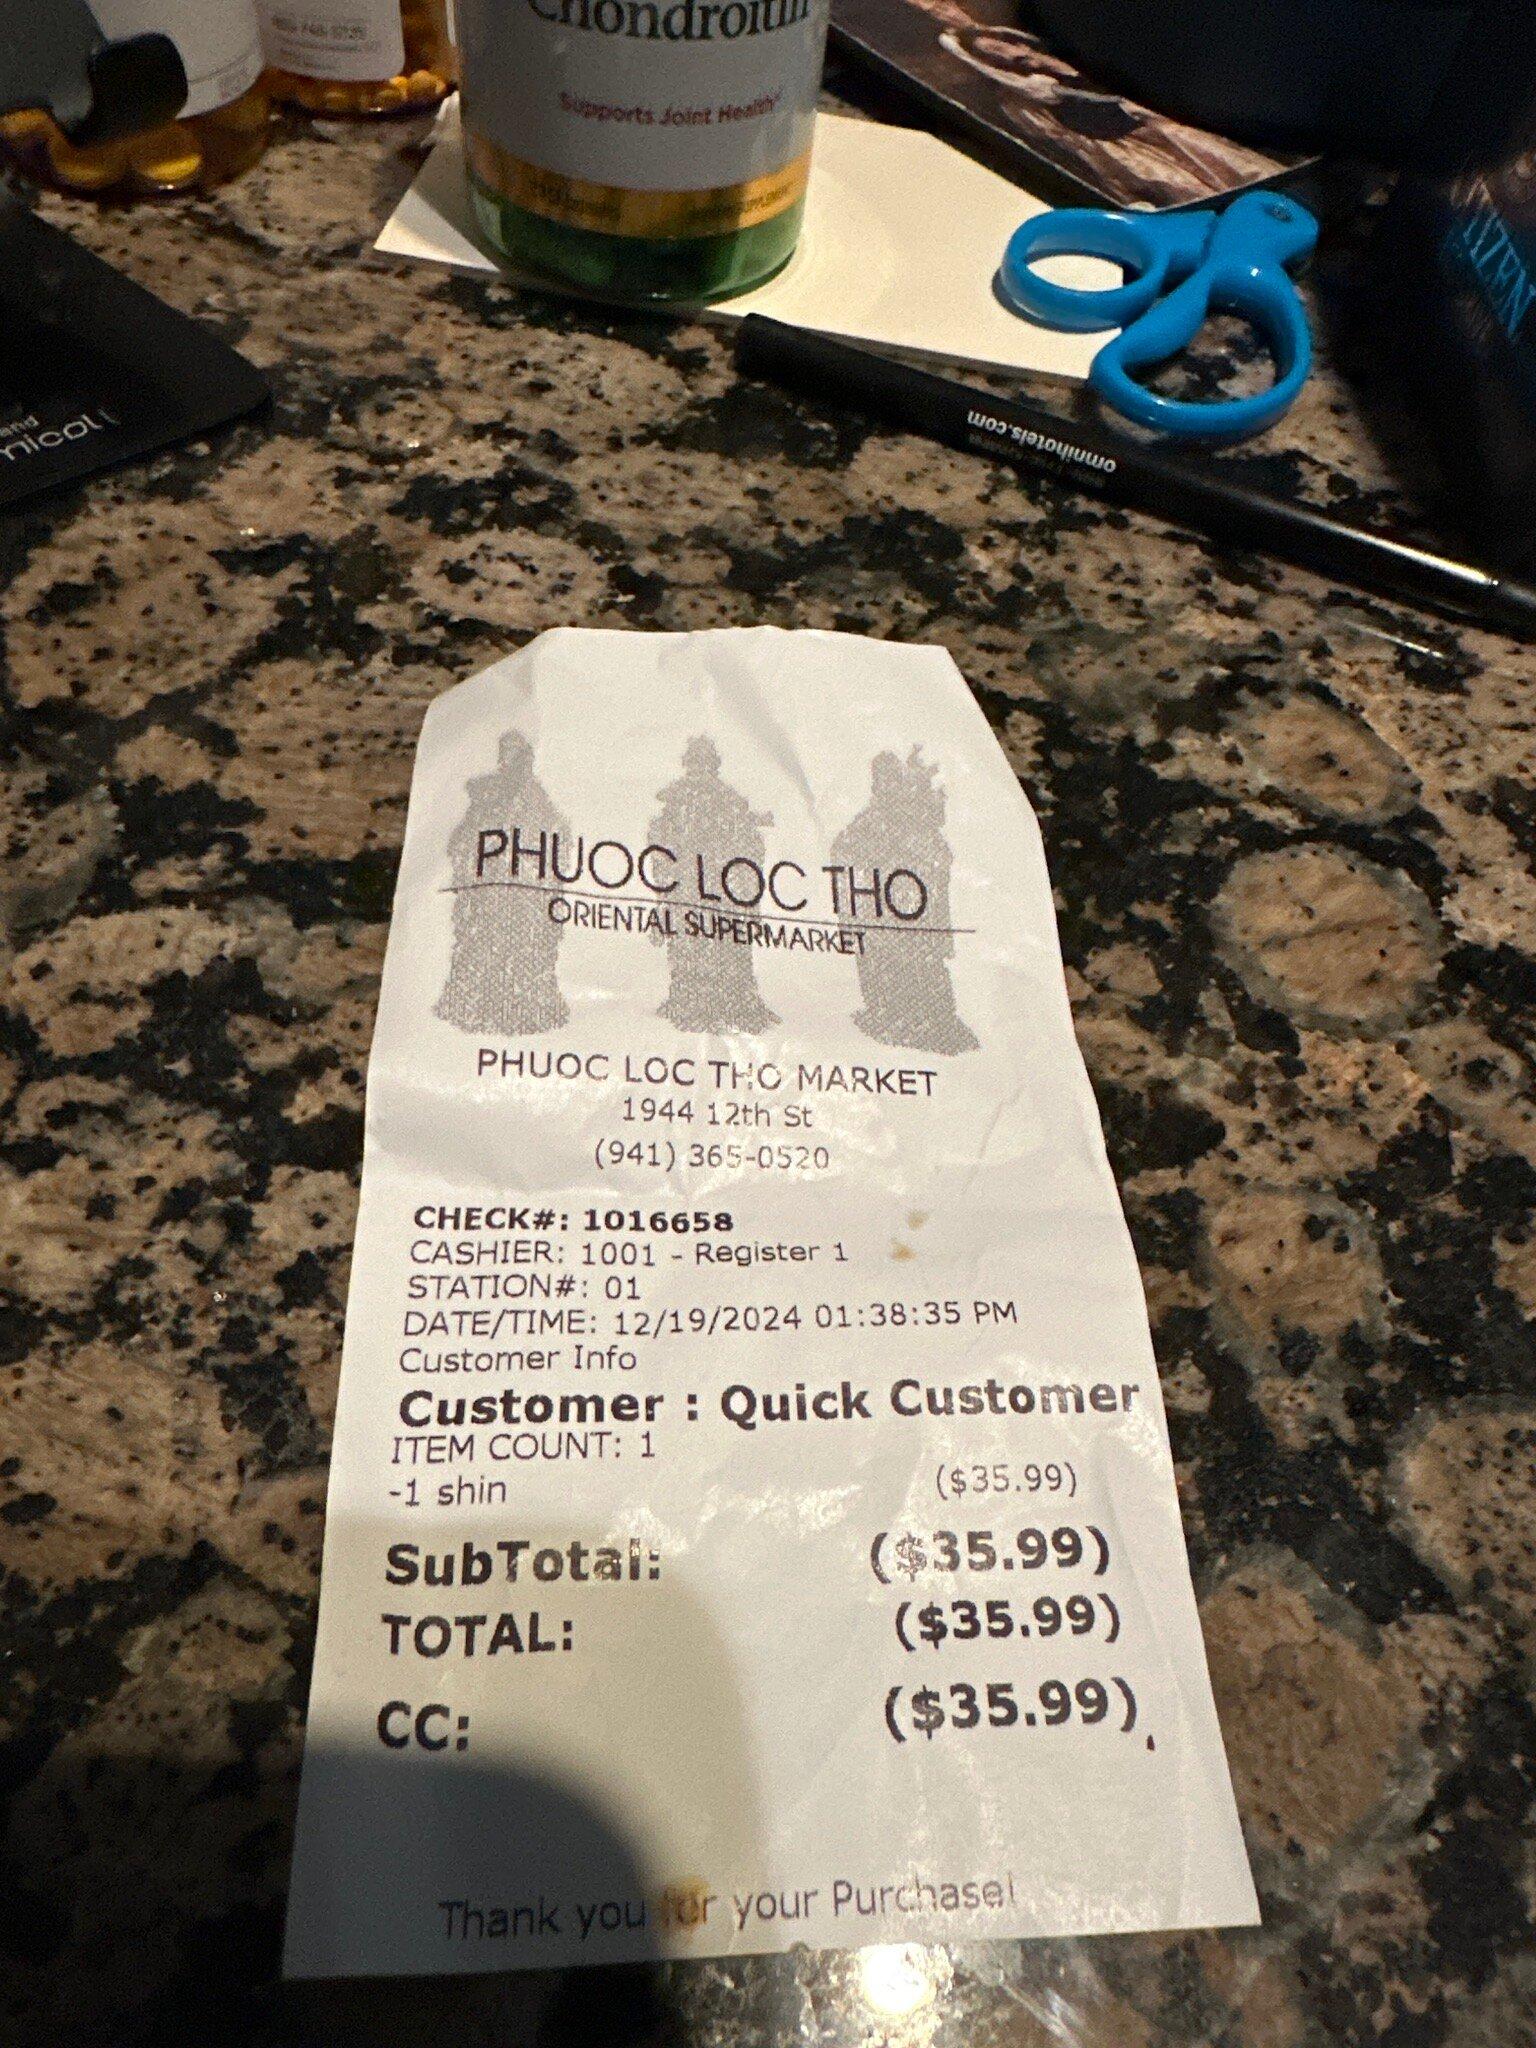 Chondroitin
Supports Joint Health*
omnihotels.com
PHUOC LOC THO
ORIENTAL SUPERMARKET
PHUOC LOC THO MARKET
1944 12th St
(941) 365-0520
CHECK#: 1016658
CASHIER: 1001 - Register 1
STATION#: 01
DATE/TIME: 12/19/2024 01:38:35 PM
Customer Info
Customer : Quick Customer
ITEM COUNT: 1
-1 shin ($35.99)
SubTotal: ($35.99)
TOTAL: ($35.99)
CC: ($35.99)
Thank you for your Purchase!